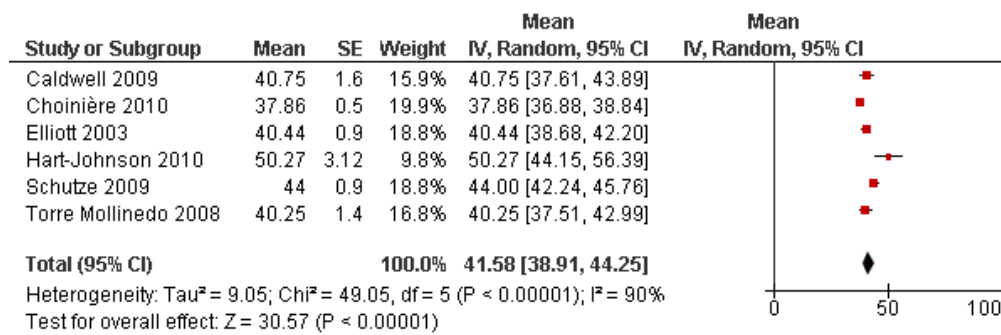 Mean Mean
Study or Subgroup Mean SE Weight IV, Random, 95% CI IV, Random, 95% CI
Caldwell 2009 40.75 1.6 15.9% 40.75 [37.61, 43.89]
Choinière 2010 37.86 0.5 19.9% 37.86 [36.88, 38.84]
Elliott 2003 40.44 0.9 18.8% 40.44 [38.68, 42.20]
Hart-Johnson 2010 50.27 3.12 9.8% 50.27 [44.15, 56.39]
Schutze 2009 44 0.9 18.8% 44.00 [42.24, 45.76]
Torre Mollinedo 2008 40.25 1.4 16.8% 40.25 [37.51, 42.99]
Total (95% CI) 100.0% 41.58 [38.91, 44.25]
Heterogeneity: Tau² = 9.05; Chi² = 49.05, df = 5 (P < 0.00001); I² = 90%
0 50 100
Test for overall effect: Z = 30.57 (P < 0.00001)